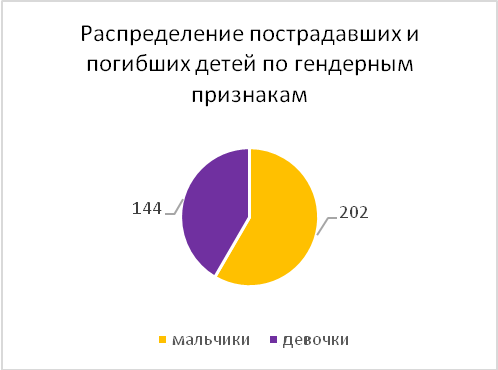 Распределение пострадавших и
погибших детей по гендерным
признакам
144
202
мальчики девочки